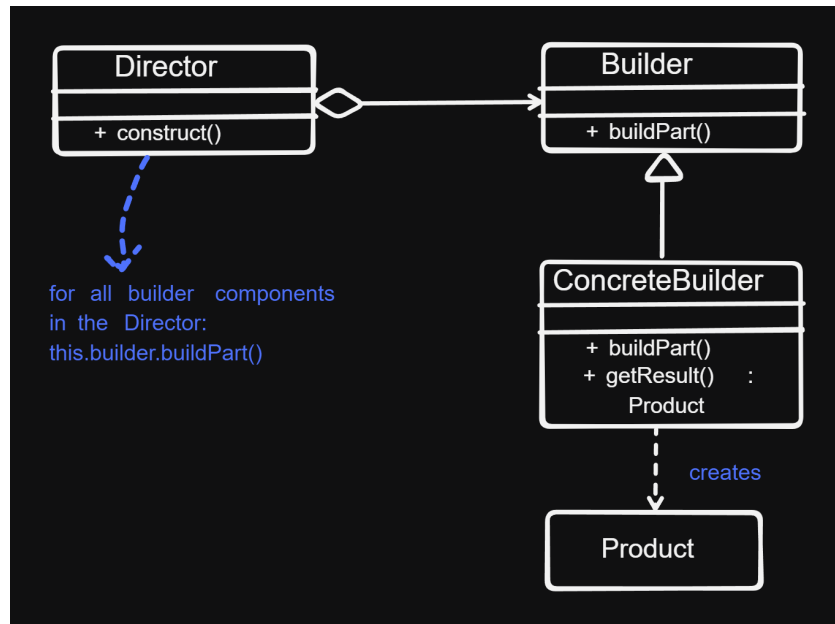 Director
+ construct()
Builder
+ buildPart()
for all builder components
in the Director:
this.builder.buildPart()
ConcreteBuilder
+ buildPart()
+ getResult() :
Product
creates
Product